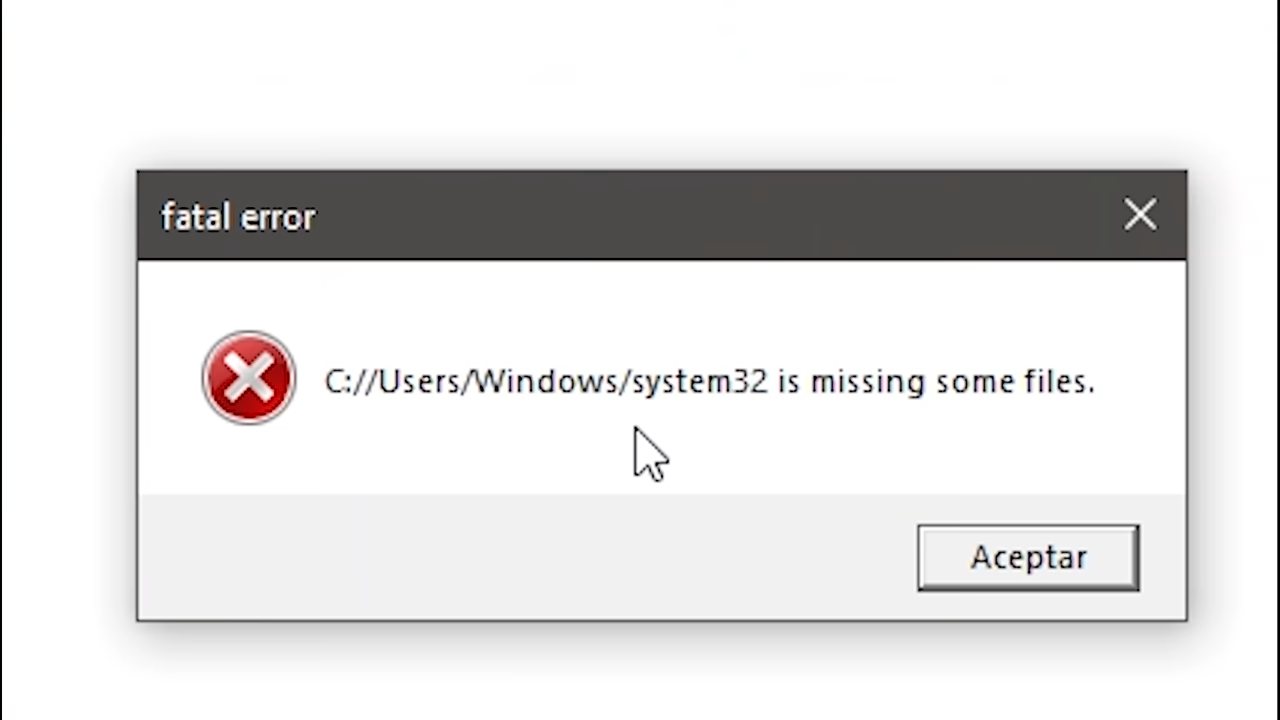 fatal error
C://Users/Windows/system32 is missing some files.
Aceptar